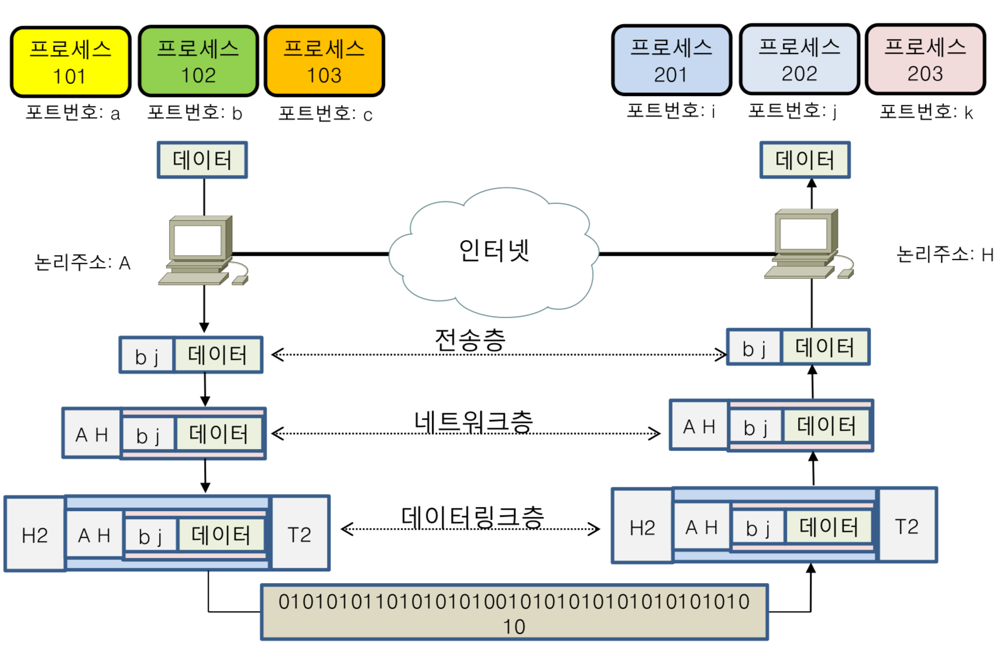 프로세스
101
프로세스
102
프로세스
103
프로세스
201
프로세스
202
프로세스
203
포트번호: a
포트번호: b
포트번호: c
포트번호: i
포트번호: j
포트번호: k
데이터
데이터
논리주소: A
인터넷
논리주소: H
b j
데이터
전송층
b j
데이터
A H
b j
데이터
네트워크층
A H
b j
데이터
H2
A H
b j
데이터
T2
데이터링크층
H2
A H
b j
데이터
T2
0101010110101010100101010101010101010101010
10